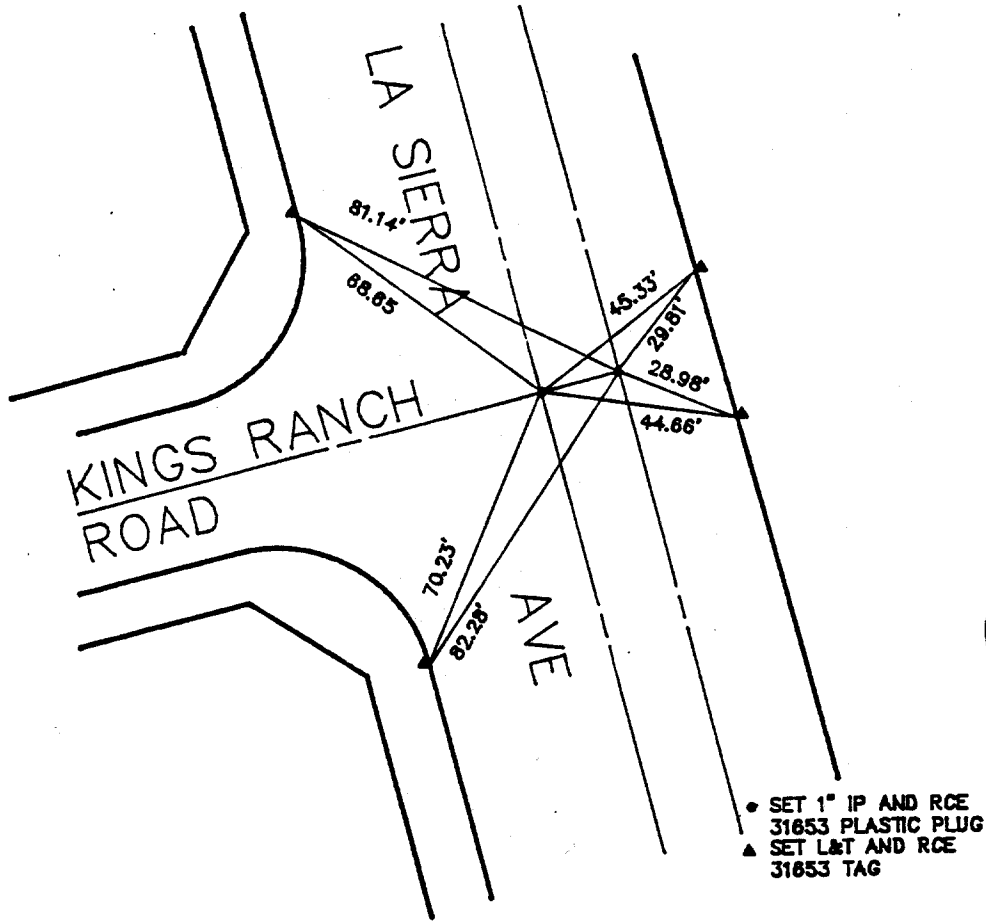 LA SIERRA
81.14'
68.65
45.33'
29.81'
28.98'
44.66'
KINGS RANCH
ROAD
70.23'
82.28'
AVE
SET 1" IP AND RCE
31653 PLASTIC PLUG
SET L&T AND RCE
31653 TAG